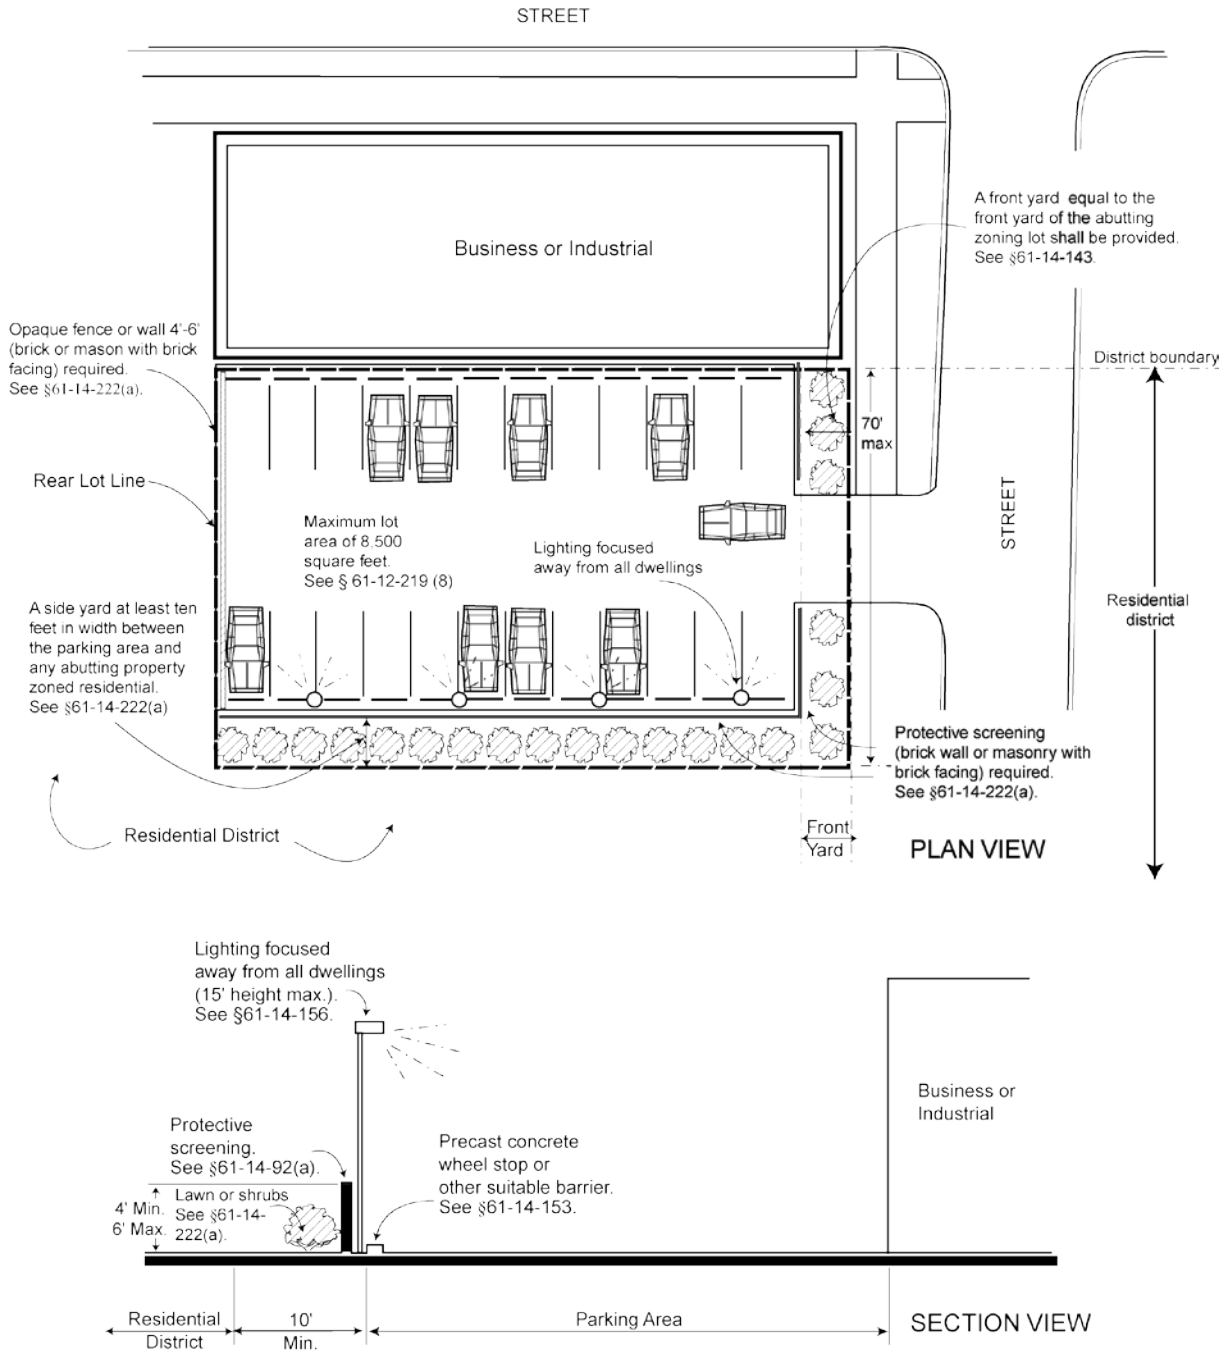 STREET
Business or Industrial
A front yard equal to the
front yard of the abutting
zoning lot shall be provided.
See §61-14-143.
Opaque fence or wall 4'-6'
(brick or mason with brick
facing) required.
See §61-14-222(a).
District boundary
70'
max
Rear Lot Line
Maximum lot
area of 8,500
square feet.
See § 61-12-219 (8)
Lighting focused
away from all dwellings
STREET
Residential
district
A side yard at least ten
feet in width between
the parking area and
any abutting property
zoned residential.
See §61-14-222(a)
Protective screening
(brick wall or masonry with
brick facing) required.
See §61-14-222(a).
Residential District
Front
Yard
PLAN VIEW
Lighting focused
away from all dwellings
(15' height max.).
See §61-14-156.
Business or
Industrial
Protective
screening.
See §61-14-92(a).
Precast concrete
wheel stop or
other suitable barrier.
See §61-14-153.
4' Min.
6' Max.
Lawn or shrubs
See §61-14-
222(a).
Residential
District
10'
Min.
Parking Area
SECTION VIEW